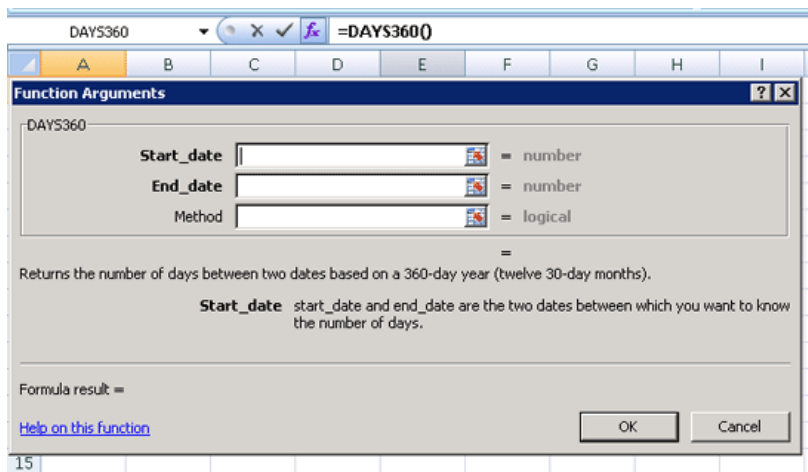 DAYS360 fx =DAYS360()
A B C D E F G H I
Function Arguments ?
DAYS360
Start_date = number
End_date = number
Method = logical
=
Returns the number of days between two dates based on a 360-day year (twelve 30-day months).
Start_date start_date and end_date are the two dates between which you want to know
the number of days.
Formula result =
Help on this function OK Cancel
15